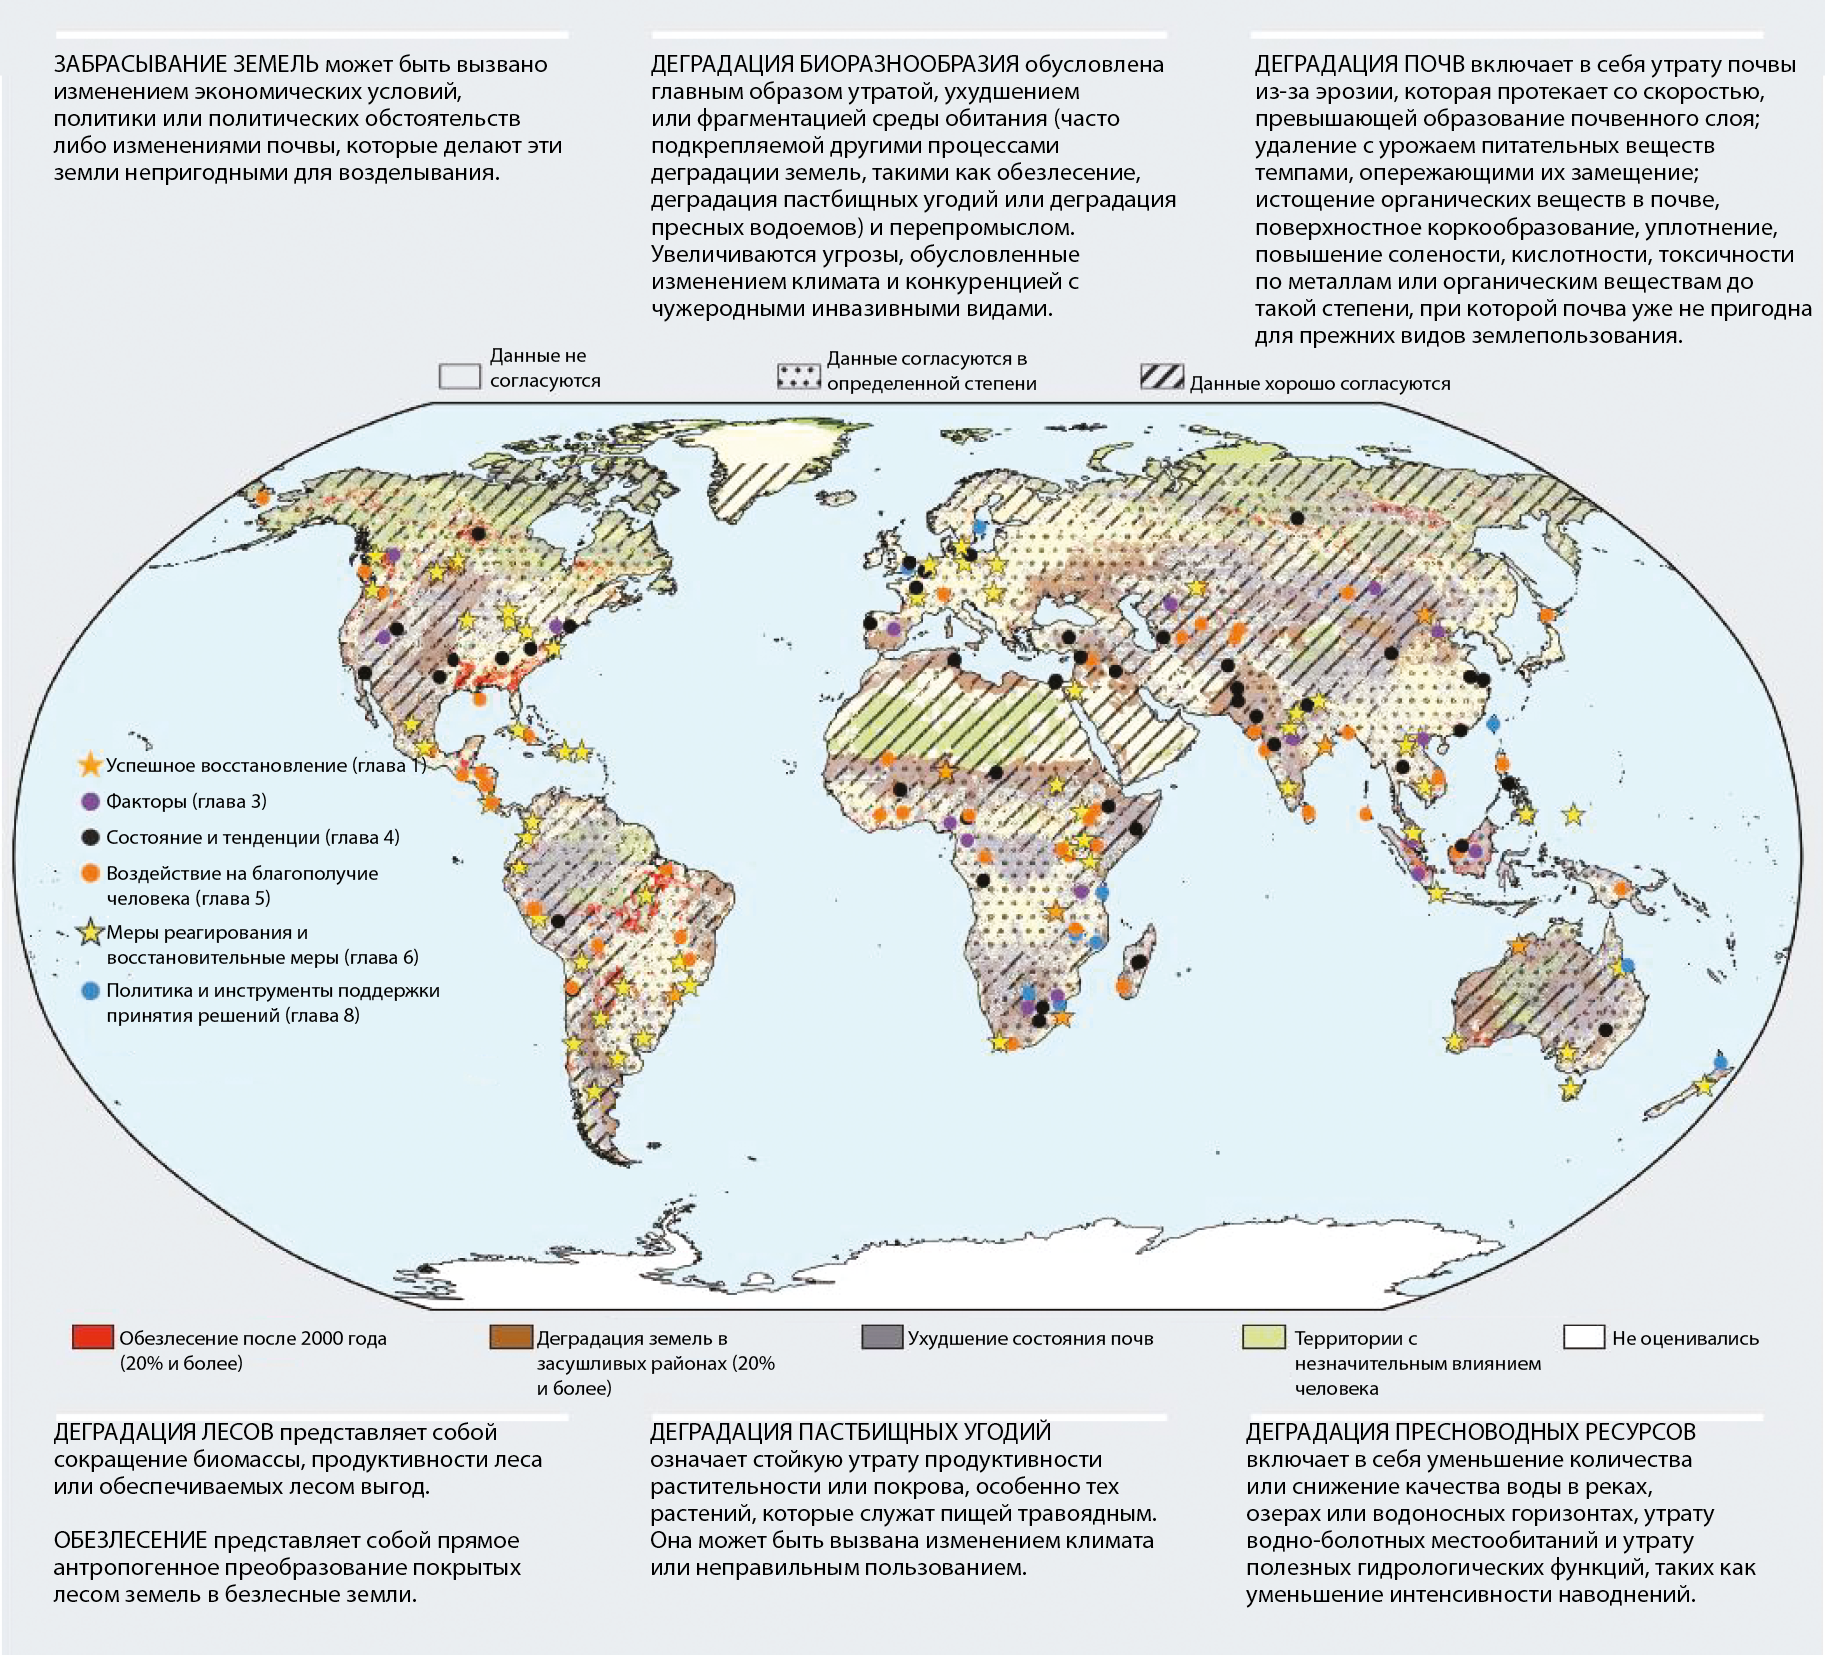 ЗАБРАСЫВАНИЕ ЗЕМЕЛЬ может быть вызвано
изменением экономических условий,
политики или политических обстоятельств
либо изменениями почвы, которые делают эти
земли непригодными для возделывания.
ДЕГРАДАЦИЯ БИОРАЗНООБРАЗИЯ обусловлена
главным образом утратой, ухудшением
или фрагментацией среды обитания (часто
подкрепляемой другими процессами
деградации земель, такими как обезлесение,
деградация пастбищных угодий или деградация
пресных водоемов) и перепромыслом.
Увеличиваются угрозы, обусловленные
изменением климата и конкуренцией с
чужеродными инвазивными видами.
ДЕГРАДАЦИЯ ПОЧВ включает в себя утрату почвы
из-за эрозии, которая протекает со скоростью,
превышающей образование почвенного слоя;
удаление с урожаем питательных веществ
темпами, опережающими их замещение;
истощение органических веществ в почве,
поверхностное коркообразование, уплотнение,
повышение солености, кислотности, токсичности
по металлам или органическим веществам до
такой степени, при которой почва уже не пригодна
для прежних видов землепользования.
Данные не
согласуются
Данные согласуются в
определенной степени
Данные хорошо согласуются
Успешное восстановление (глава 1)
Факторы (глава 3)
Состояние и тенденции (глава 4)
Воздействие на благополучие
человека (глава 5)
Меры реагирования и
восстановительные меры (глава 6)
Политика и инструменты поддержки
принятия решений (глава 8)
Обезлесение после 2000 года
(20% и более)
Деградация земель в
засушливых районах (20%
и более)
Ухудшение состояния почв
Территории с
незначительным влиянием
человека
Не оценивались
ДЕГРАДАЦИЯ ЛЕСОВ представляет собой
сокращение биомассы, продуктивности леса
или обеспечиваемых лесом выгод.
ОБЕЗЛЕСЕНИЕ представляет собой прямое
антропогенное преобразование покрытых
лесом земель в безлесные земли.
ДЕГРАДАЦИЯ ПАСТБИЩНЫХ УГОДИЙ
означает стойкую утрату продуктивности
растительности или покрова, особенно тех
растений, которые служат пищей травоядным.
Она может быть вызвана изменением климата
или неправильным пользованием.
ДЕГРАДАЦИЯ ПРЕСНОВОДНЫХ РЕСУРСОВ
включает в себя уменьшение количества
или снижение качества воды в реках,
озерах или водоносных горизонтах, утрату
водно-болотных местообитаний и утрату
полезных гидрологических функций, таких как
уменьшение интенсивности наводнений.